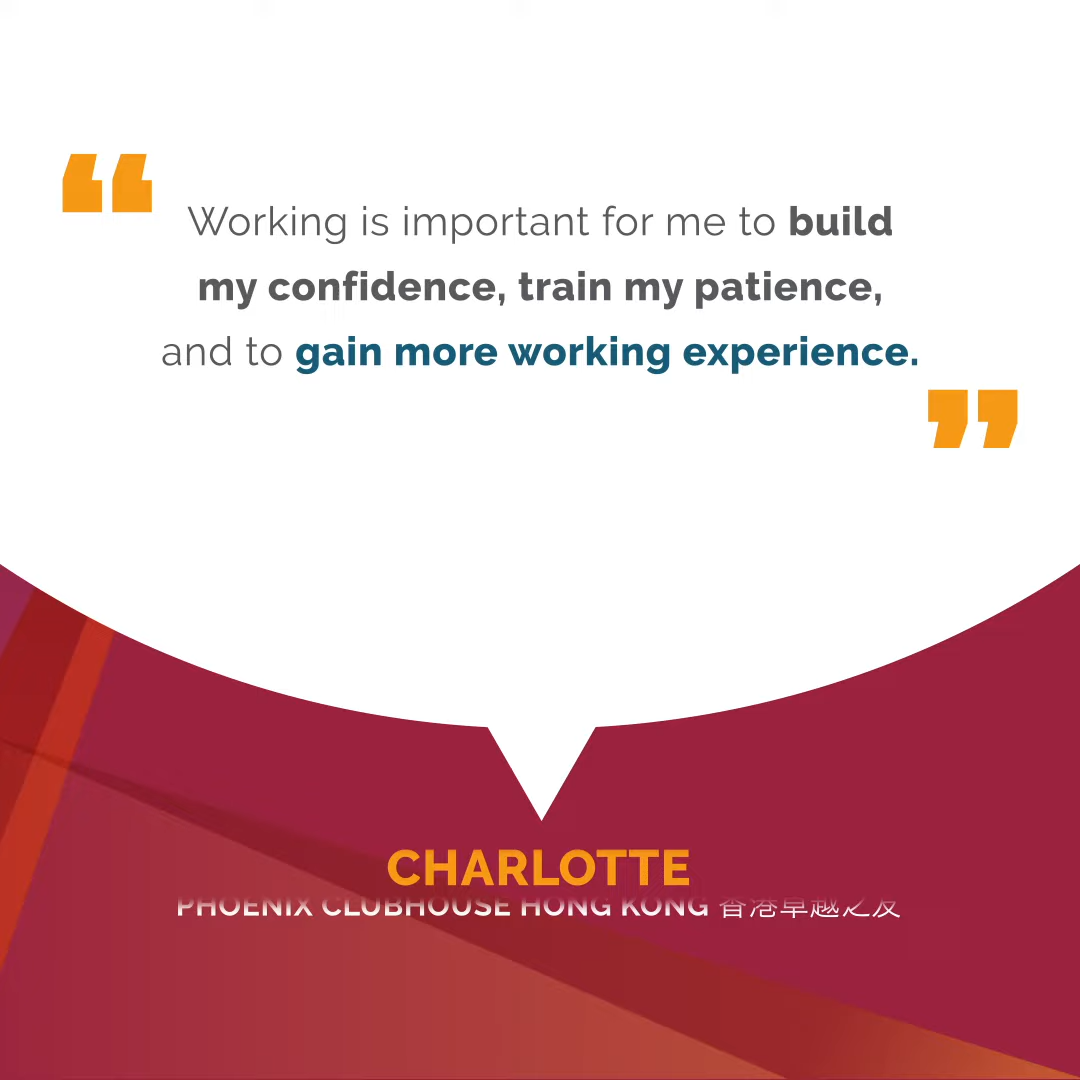 “
Working is important for me to build
my confidence, train my patience,
and to gain more working experience.
”
CHARLOTTE
PHOENIX CLUBHOUSE HONG KONG 香港卓越之友